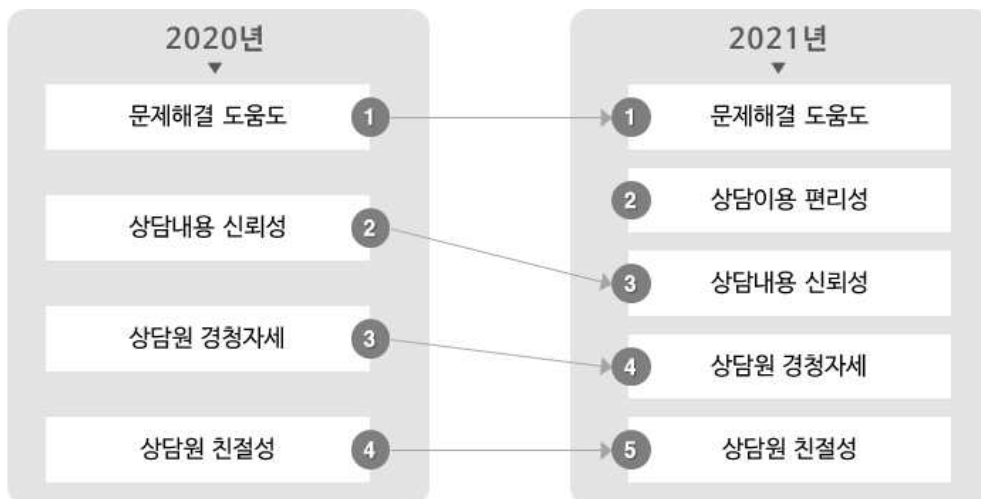 2020년
문제해결 도움도 1
상담내용 신뢰성 2
상담원 경청자세 3
상담원 친절성 4
2021년
1 문제해결 도움도
2 상담이용 편리성
3 상담내용 신뢰성
4 상담원 경청자세
5 상담원 친절성